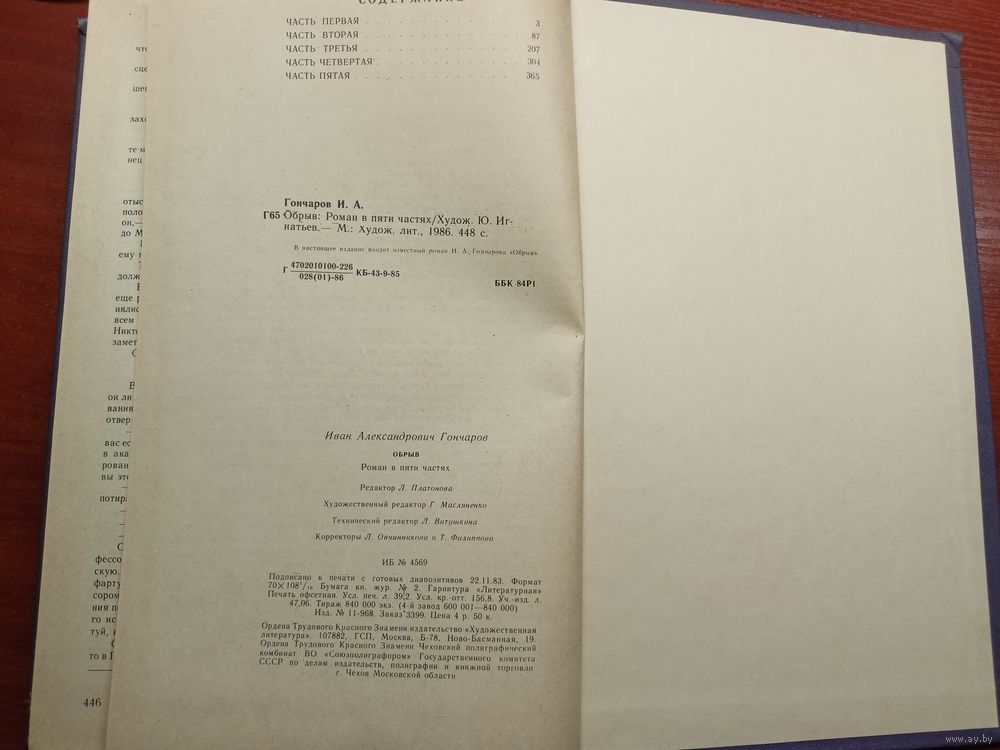 СОДЕРЖАНИЕ
ЧАСТЬ ПЕРВАЯ . . . . . . . . . . . . 3
ЧАСТЬ ВТОРАЯ . . . . . . . . . . . . 87
ЧАСТЬ ТРЕТЬЯ . . . . . . . . . . . . 207
ЧАСТЬ ЧЕТВЕРТАЯ . . . . . . . . . . . 304
ЧАСТЬ ПЯТАЯ . . . . . . . . . . . . . 365
Гончаров И. А.
Г65 Обрыв: Роман в пяти частях/Худож. Ю. Иг-
натьев.— М.: Худож. лит., 1986. 448 с.
В настоящее издание входит известный роман И. А. Гончарова «Обрыв»
Г 4702010100-226
028(01)-86 КБ-43-9-85
ББК 84Р1
Иван Александрович Гончаров
ОБРЫВ
Роман в пяти частях
Редактор Л. Платонова
Художественный редактор Г. Масляненко
Технический редактор Л. Витушкина
Корректоры Л. Овчинникова и Т. Филиппова
ИБ № 4569
Подписано к печати с готовых диапозитивов 22.11.83. Формат
70×108¹/₁₆ Бумага кн. жур. № 2. Гарнитура «Литературная»
Печать офсетная. Усл. печ. л. 39,2. Усл. кр.-отт. 156,8. Уч.-изд. л.
47,06. Тираж 840 000 экз. (4-й завод 600 001—840 000)
Изд. № 11-968. Заказ 3399. Цена 4 р. 50 к.
Ордена Трудового Красного Знамени издательство «Художественная
литература». 107882, ГСП, Москва, Б-78, Ново-Басманная, 19.
Ордена Трудового Красного Знамени Чеховский полиграфический
комбинат ВО «Союзполиграфпром» Государственного комитета
СССР по делам издательств, полиграфии и книжной торговли
г. Чехов Московской области
446
www.ay.by